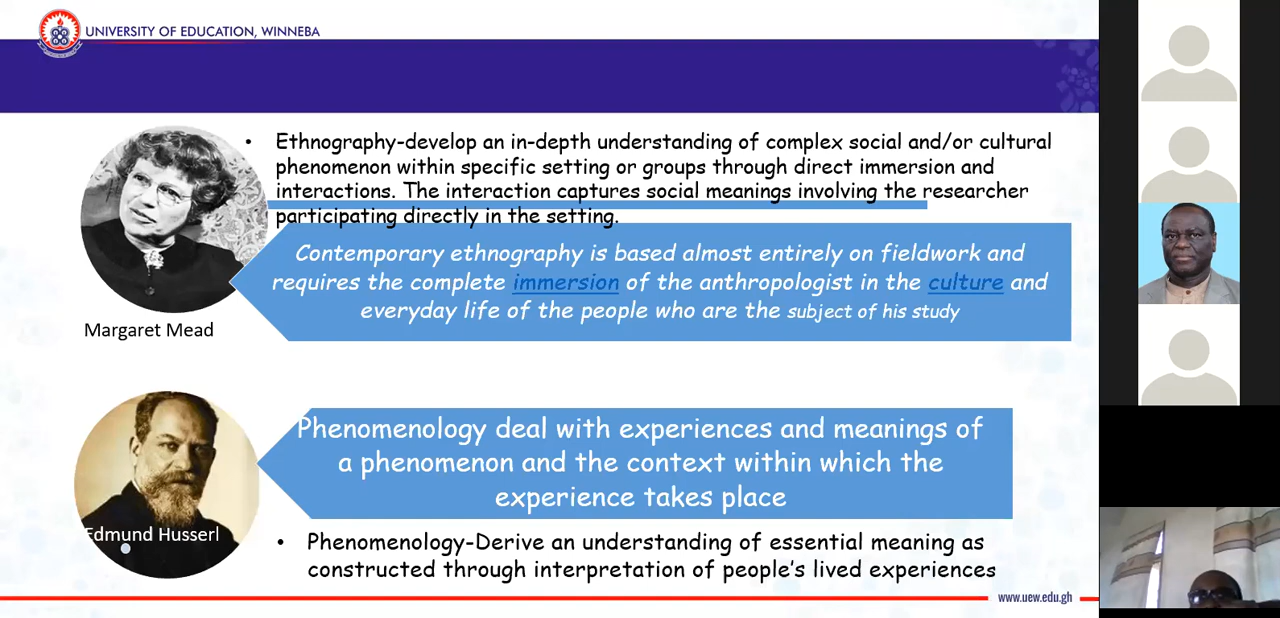 UNIVERSITY OF EDUCATION, WINNEBA
• Ethnography-develop an in-depth understanding of complex social and/or cultural
phenomenon within specific setting or groups through direct immersion and
interactions. The interaction captures social meanings involving the researcher
participating directly in the setting.
Contemporary ethnography is based almost entirely on fieldwork and
requires the complete immersion of the anthropologist in the culture and
everyday life of the people who are the subject of his study
Margaret Mead
Phenomenology deal with experiences and meanings of
a phenomenon and the context within which the
experience takes place
Edmund Husserl
• Phenomenology-Derive an understanding of essential meaning as
constructed through interpretation of people's lived experiences
www.uew.edu.gh